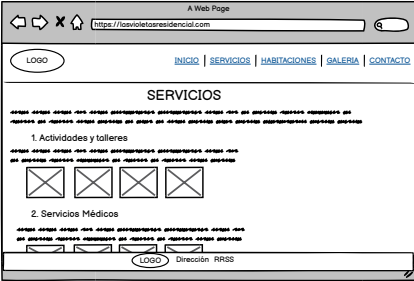 A Web Page
https://lasvioletasresidencial.com
LOGO
INICIO | SERVICIOS | HABITACIONES | GALERIA | CONTACTO
SERVICIOS
1. Actividades y talleres
2. Servicios Médicos
LOGO Dirección RRSS